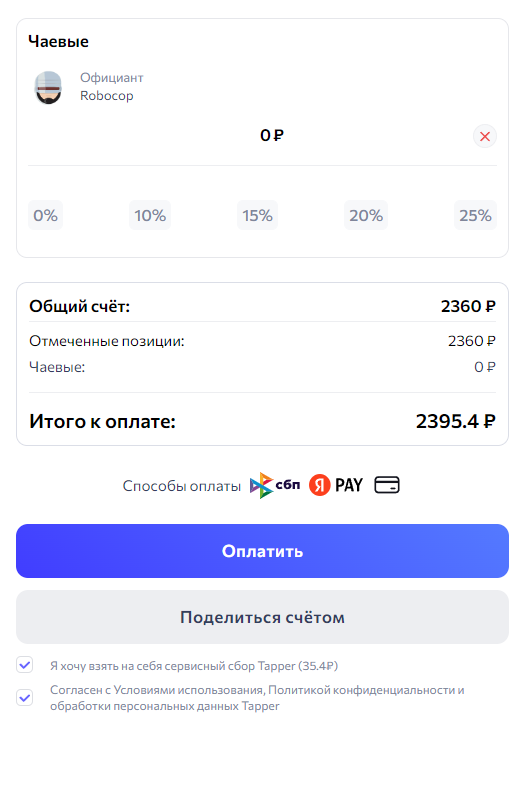 Чаевые
Официант
Robocop
0 ₽
0% 10% 15% 20% 25%
Общий счёт: 2360 ₽
Отмеченные позиции: 2360 ₽
Чаевые: 0 ₽
Итого к оплате: 2395.4 ₽
Способы оплаты сбп Я PAY
Оплатить
Поделиться счётом
Я хочу взять на себя сервисный сбор Tapper (35.4₽)
Согласен с Условиями использования, Политикой конфиденциальности и
обработки персональных данных Tapper